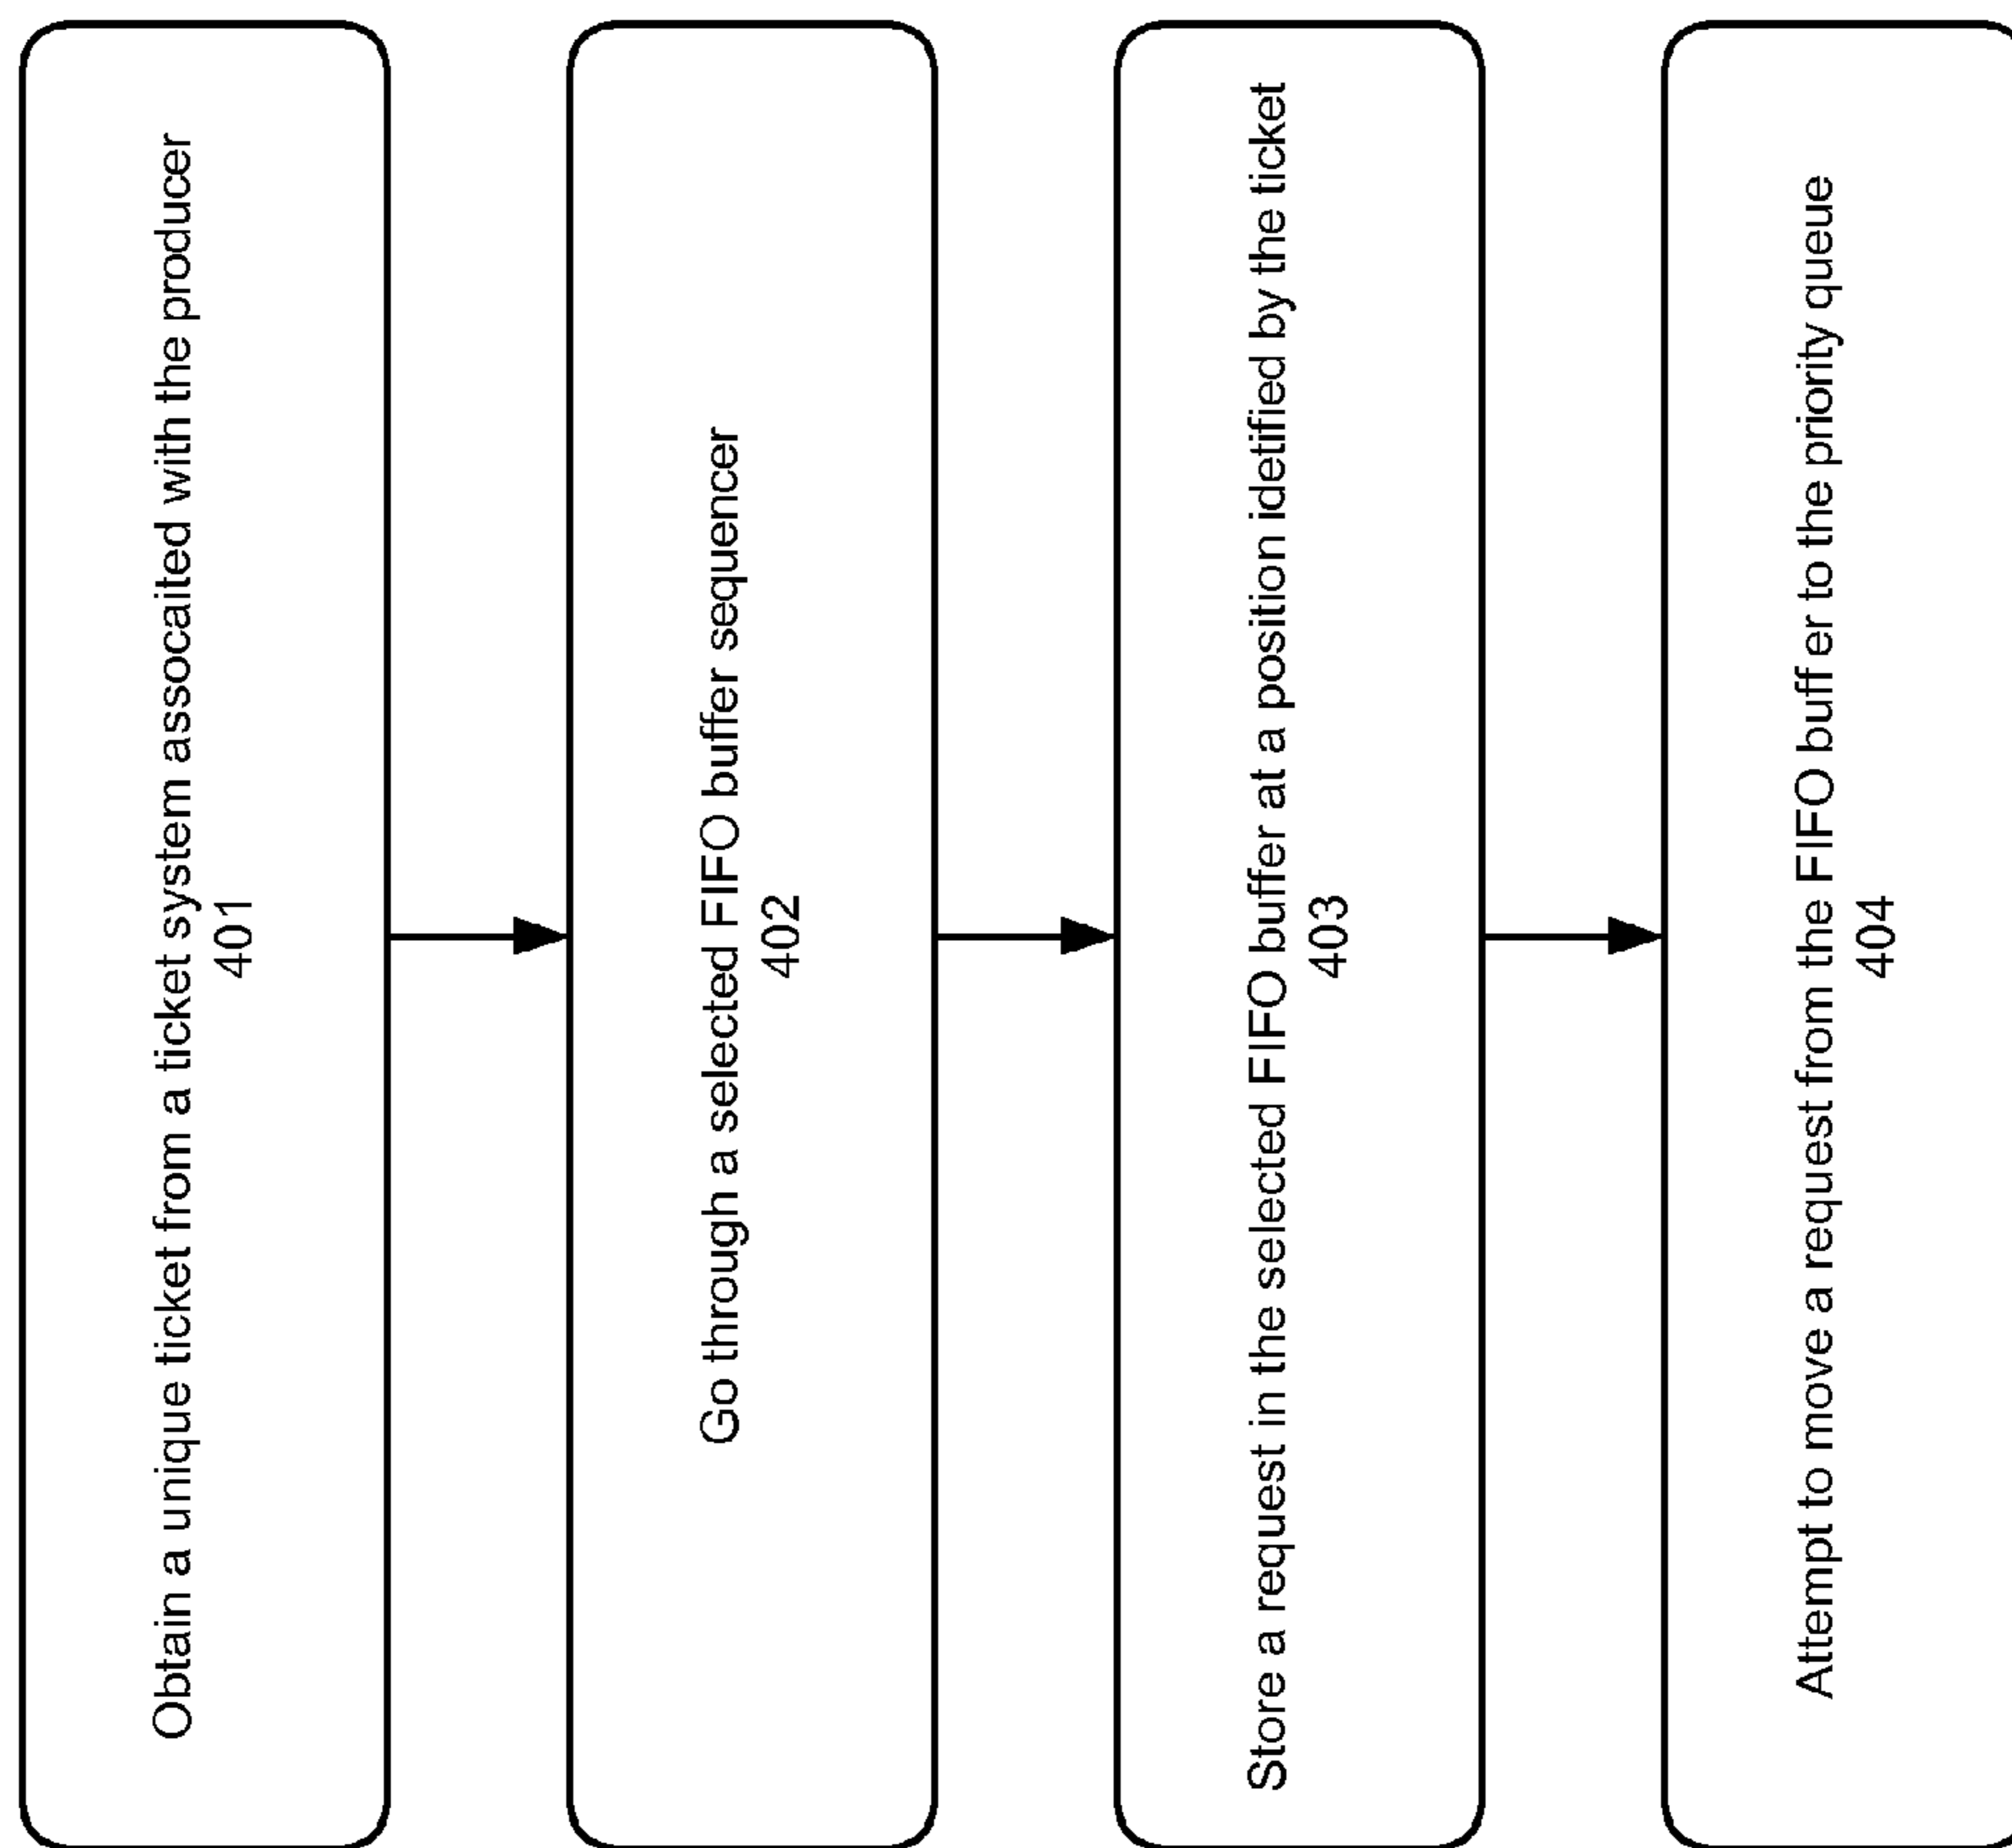 Obtain a unique ticket from a ticket system assocaited with the producer
401
Go through a selected FIFO buffer sequencer
402
Store a request in the selected FIFO buffer at a position idetified by the ticket
403
Attempt to move a request from the FIFO buffer to the priority queue
404